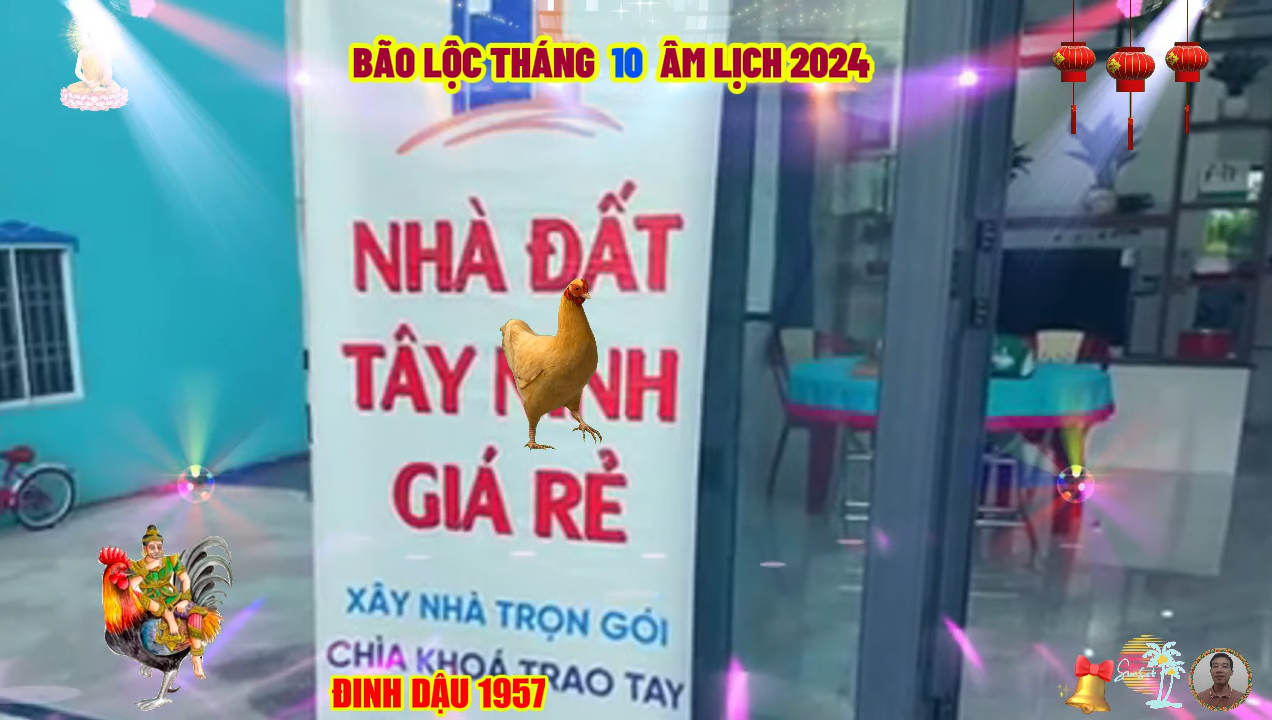 BÃO LỘC THÁNG 10 ÂM LỊCH 2024
NHÀ ĐẤT
TÂY NINH
GIÁ RẺ
XÂY NHÀ TRỌN GÓI
CHÌA KHOÁ TRAO TAY
ĐINH DẬU 1957
Sunset